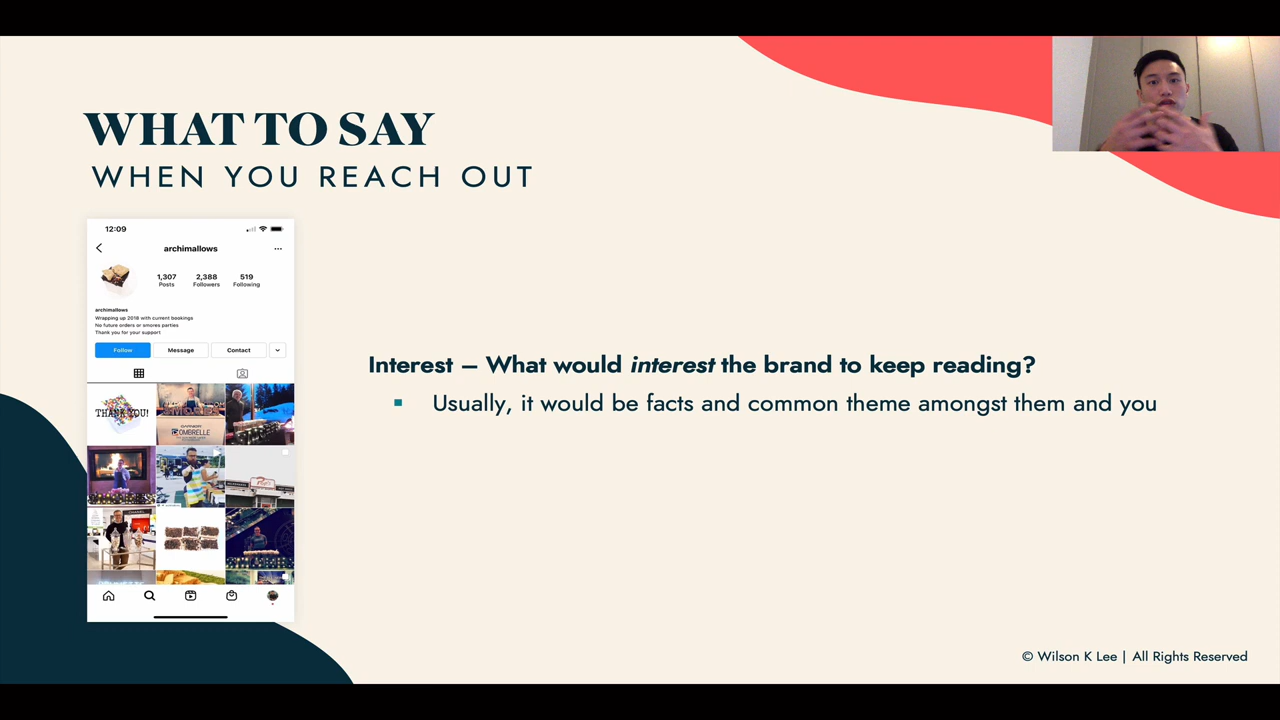 WHAT TO SAY
WHEN YOU REACH OUT
12:09
archimallows
1,307
2,388
519
Posts
Followers
Following
archimallows
Wrapping up 2018 with current bookings
No future orders or smores parties
Thank you for your support
Follow
Message
Contact
THANK YOU!
GARNIER
OMBRELLE
CHANEL
Interest – What would interest the brand to keep reading?
Usually, it would be facts and common theme amongst them and you
© Wilson K Lee | All Rights Reserved